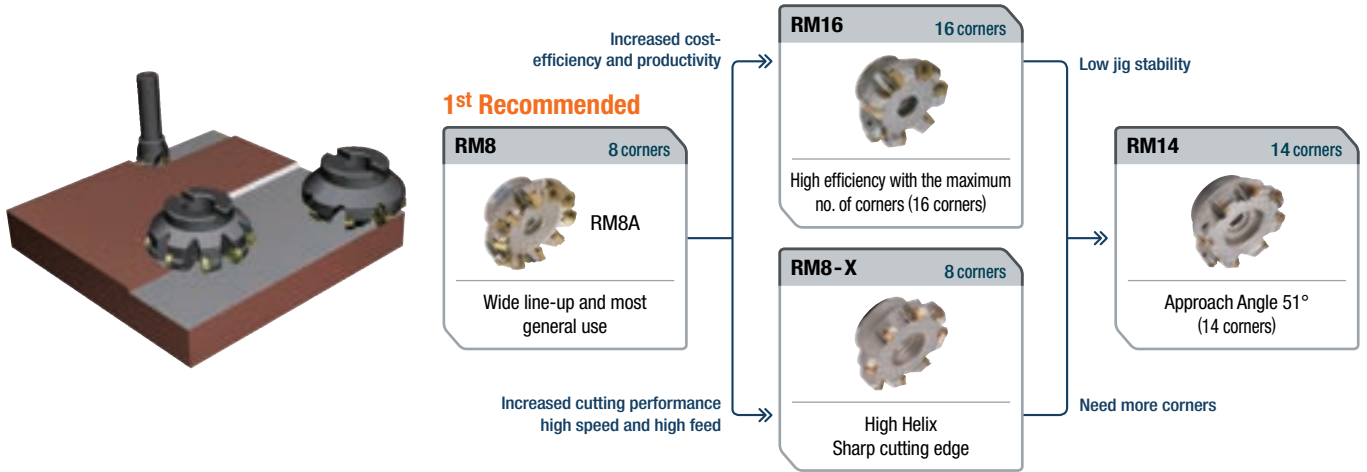 1st Recommended
RM8 8 corners
RM8A
Wide line-up and most
general use
Increased cost-
efficiency and productivity
RM16 16 corners
High efficiency with the maximum
no. of corners (16 corners)
Increased cutting performance
high speed and high feed
RM8-X 8 corners
High Helix
Sharp cutting edge
Low jig stability
Need more corners
RM14 14 corners
Approach Angle 51°
(14 corners)